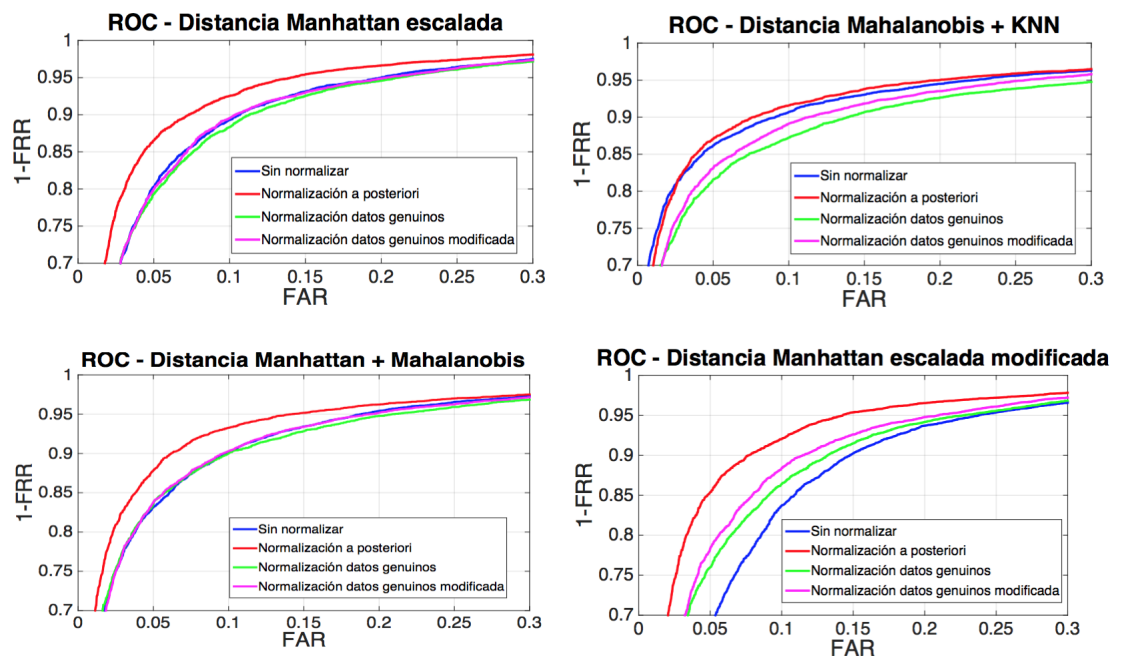 ROC - Distancia Manhattan escalada
1
0.95
0.9
0.85
0.8
0.75
0.7
1-FRR
Sin normalizar
Normalización a posteriori
Normalización datos genuinos
Normalización datos genuinos modificada
0
0.05
0.1
0.15
0.2
0.25
0.3
FAR
ROC - Distancia Mahalanobis + KNN
1
0.95
0.9
0.85
0.8
0.75
0.7
1-FRR
Sin normalizar
Normalización a posteriori
Normalización datos genuinos
Normalización datos genuinos modificada
0
0.05
0.1
0.15
0.2
0.25
0.3
FAR
ROC - Distancia Manhattan + Mahalanobis
1
0.95
0.9
0.85
0.8
0.75
0.7
1-FRR
Sin normalizar
Normalización a posteriori
Normalización datos genuinos
Normalización datos genuinos modificada
0
0.05
0.1
0.15
0.2
0.25
0.3
FAR
ROC - Distancia Manhattan escalada modificada
1
0.95
0.9
0.85
0.8
0.75
0.7
1-FRR
Sin normalizar
Normalización a posteriori
Normalización datos genuinos
Normalización datos genuinos modificada
0
0.05
0.1
0.15
0.2
0.25
0.3
FAR